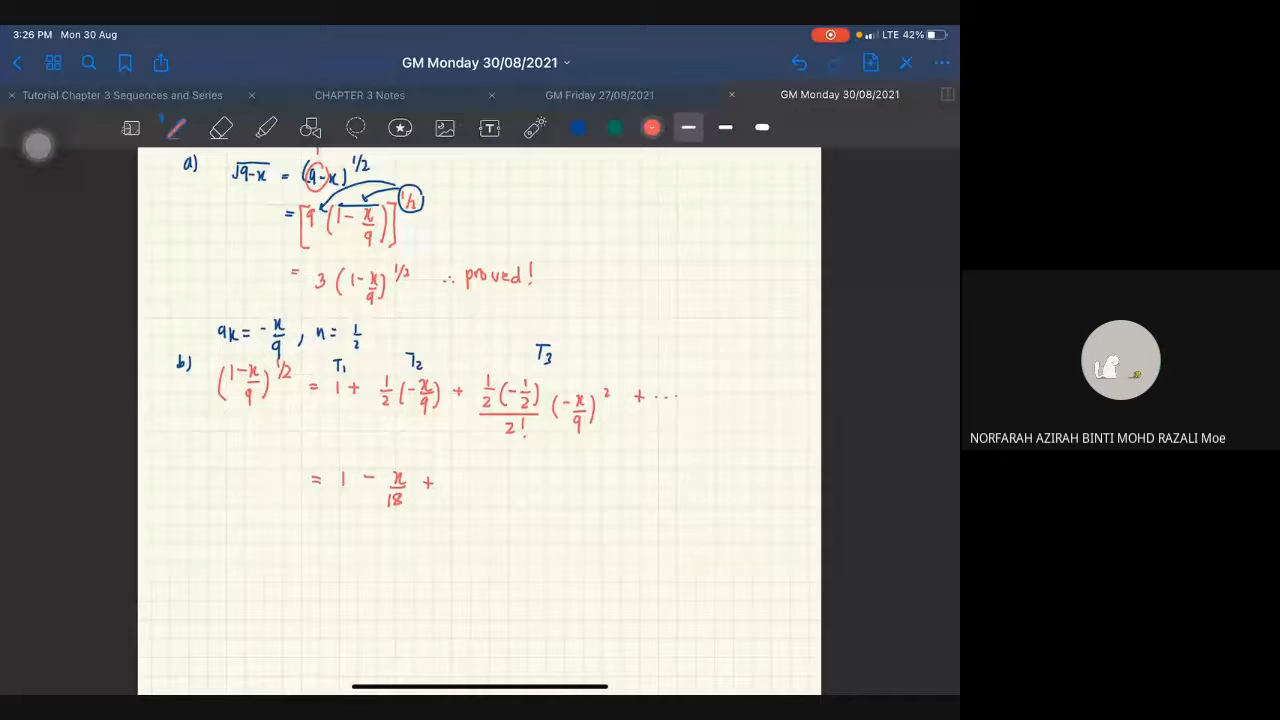 3:26 PM Mon 30 Aug
LTE 42%
GM Monday 30/08/2021
Tutorial Chapter 3 Sequences and Series
CHAPTER 3 Notes
GM Friday 27/08/2021
GM Monday 30/08/2021
a) √9-x = (9-x)^1/2
= [9 (1 - x/9)]^1/2
= 3 (1 - x/9)^1/2 ∴ proved!
ax = -x/9 , n = 1/2
T1 T2 T3
b) (1-x/9)^1/2 = 1 + 1/2 (-x/9) + 1/2 (-1/2)/2! (-x/9)^2 + ...
= 1 - x/18 +
NORFARAH AZIRAH BINTI MOHD RAZALI Moe